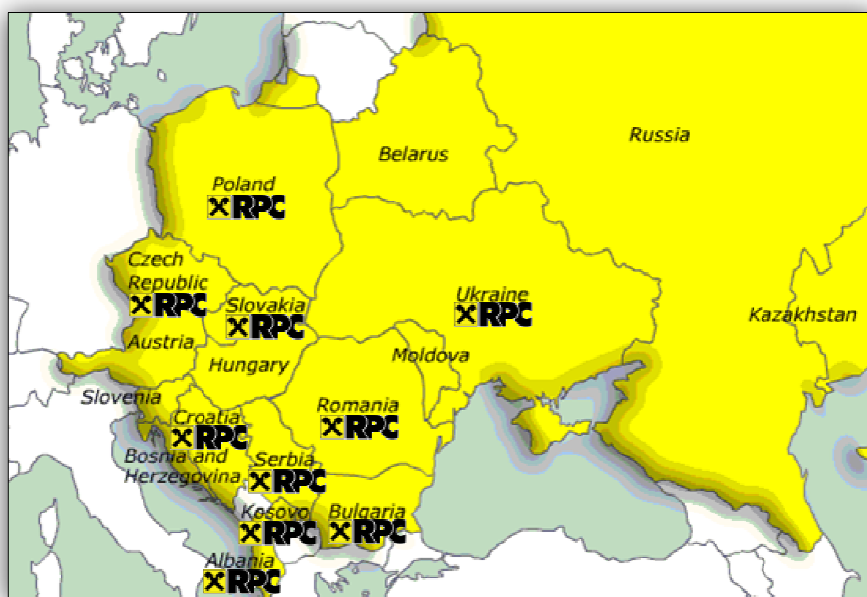 Russia
Belarus
Poland
RPC
Czech
Republic
RPC
Slovakia
RPC
Ukraine
RPC
Kazakhstan
Austria
Hungary
Moldova
Slovenia
Croatia
RPC
Romania
RPC
Bosnia and
Herzegovina
Serbia
RPC
Kosovo
RPC
Bulgaria
RPC
Albania
RPC